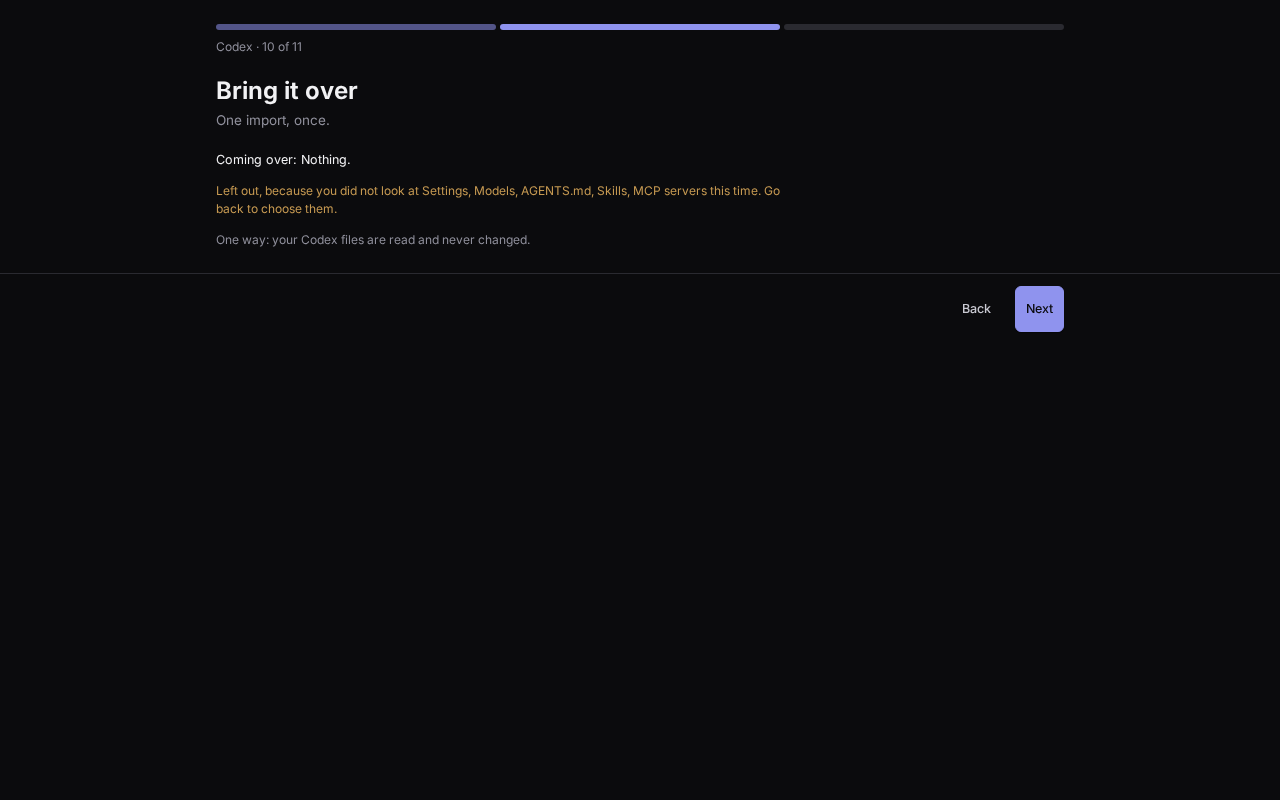 Codex · 10 of 11
Bring it over
One import, once.
Coming over: Nothing.
Left out, because you did not look at Settings, Models, AGENTS.md, Skills, MCP servers this time. Go
back to choose them.
One way: your Codex files are read and never changed.
Back
Next